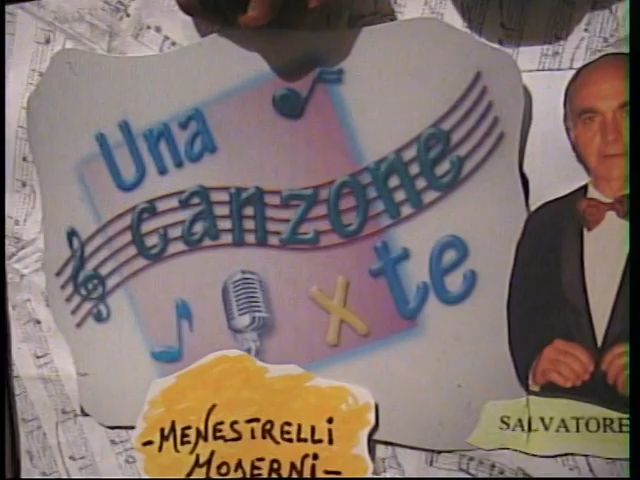 Una
canzone
x te
-MENESTRELLI
MODERNI-
SALVATORE